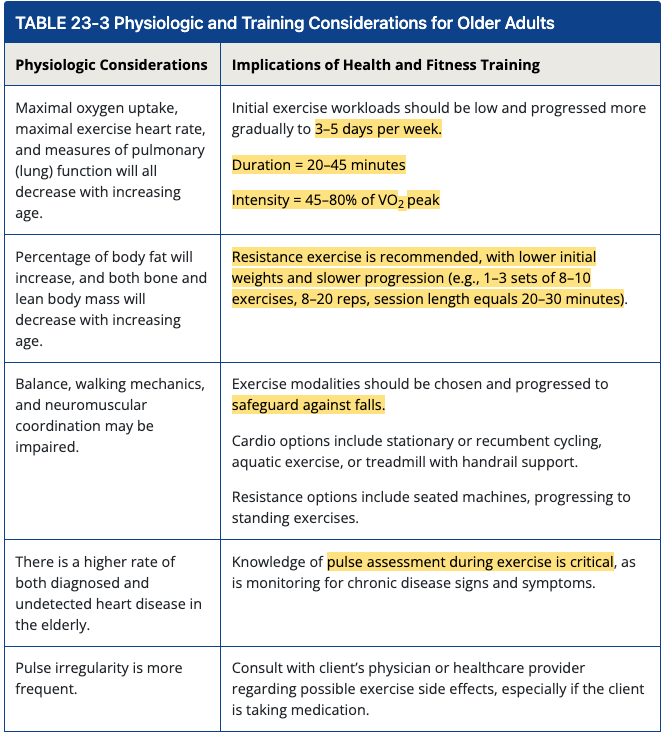 TABLE 23-3 Physiologic and Training Considerations for Older Adults
Physiologic Considerations
Implications of Health and Fitness Training
Maximal oxygen uptake,
maximal exercise heart rate,
and measures of pulmonary
(lung) function will all
decrease with increasing
age.
Initial exercise workloads should be low and progressed more
gradually to 3–5 days per week.
Duration = 20–45 minutes
Intensity = 45–80% of VO₂ peak
Percentage of body fat will
increase, and both bone and
lean body mass will
decrease with increasing
age.
Resistance exercise is recommended, with lower initial
weights and slower progression (e.g., 1–3 sets of 8–10
exercises, 8–20 reps, session length equals 20–30 minutes).
Balance, walking mechanics,
and neuromuscular
coordination may be
impaired.
Exercise modalities should be chosen and progressed to
safeguard against falls.
Cardio options include stationary or recumbent cycling,
aquatic exercise, or treadmill with handrail support.
Resistance options include seated machines, progressing to
standing exercises.
There is a higher rate of
both diagnosed and
undetected heart disease in
the elderly.
Knowledge of pulse assessment during exercise is critical, as
is monitoring for chronic disease signs and symptoms.
Pulse irregularity is more
frequent.
Consult with client’s physician or healthcare provider
regarding possible exercise side effects, especially if the client
is taking medication.